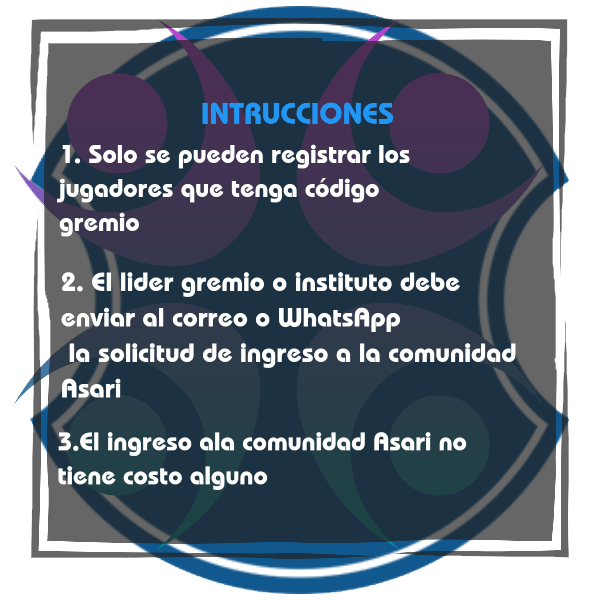 INTRUCCIONES
1. Solo se pueden registrar los
jugadores que tenga código
gremio
2. El lider gremio o instituto debe
enviar al correo o WhatsApp
la solicitud de ingreso a la comunidad
Asari
3.El ingreso ala comunidad Asari no
tiene costo alguno